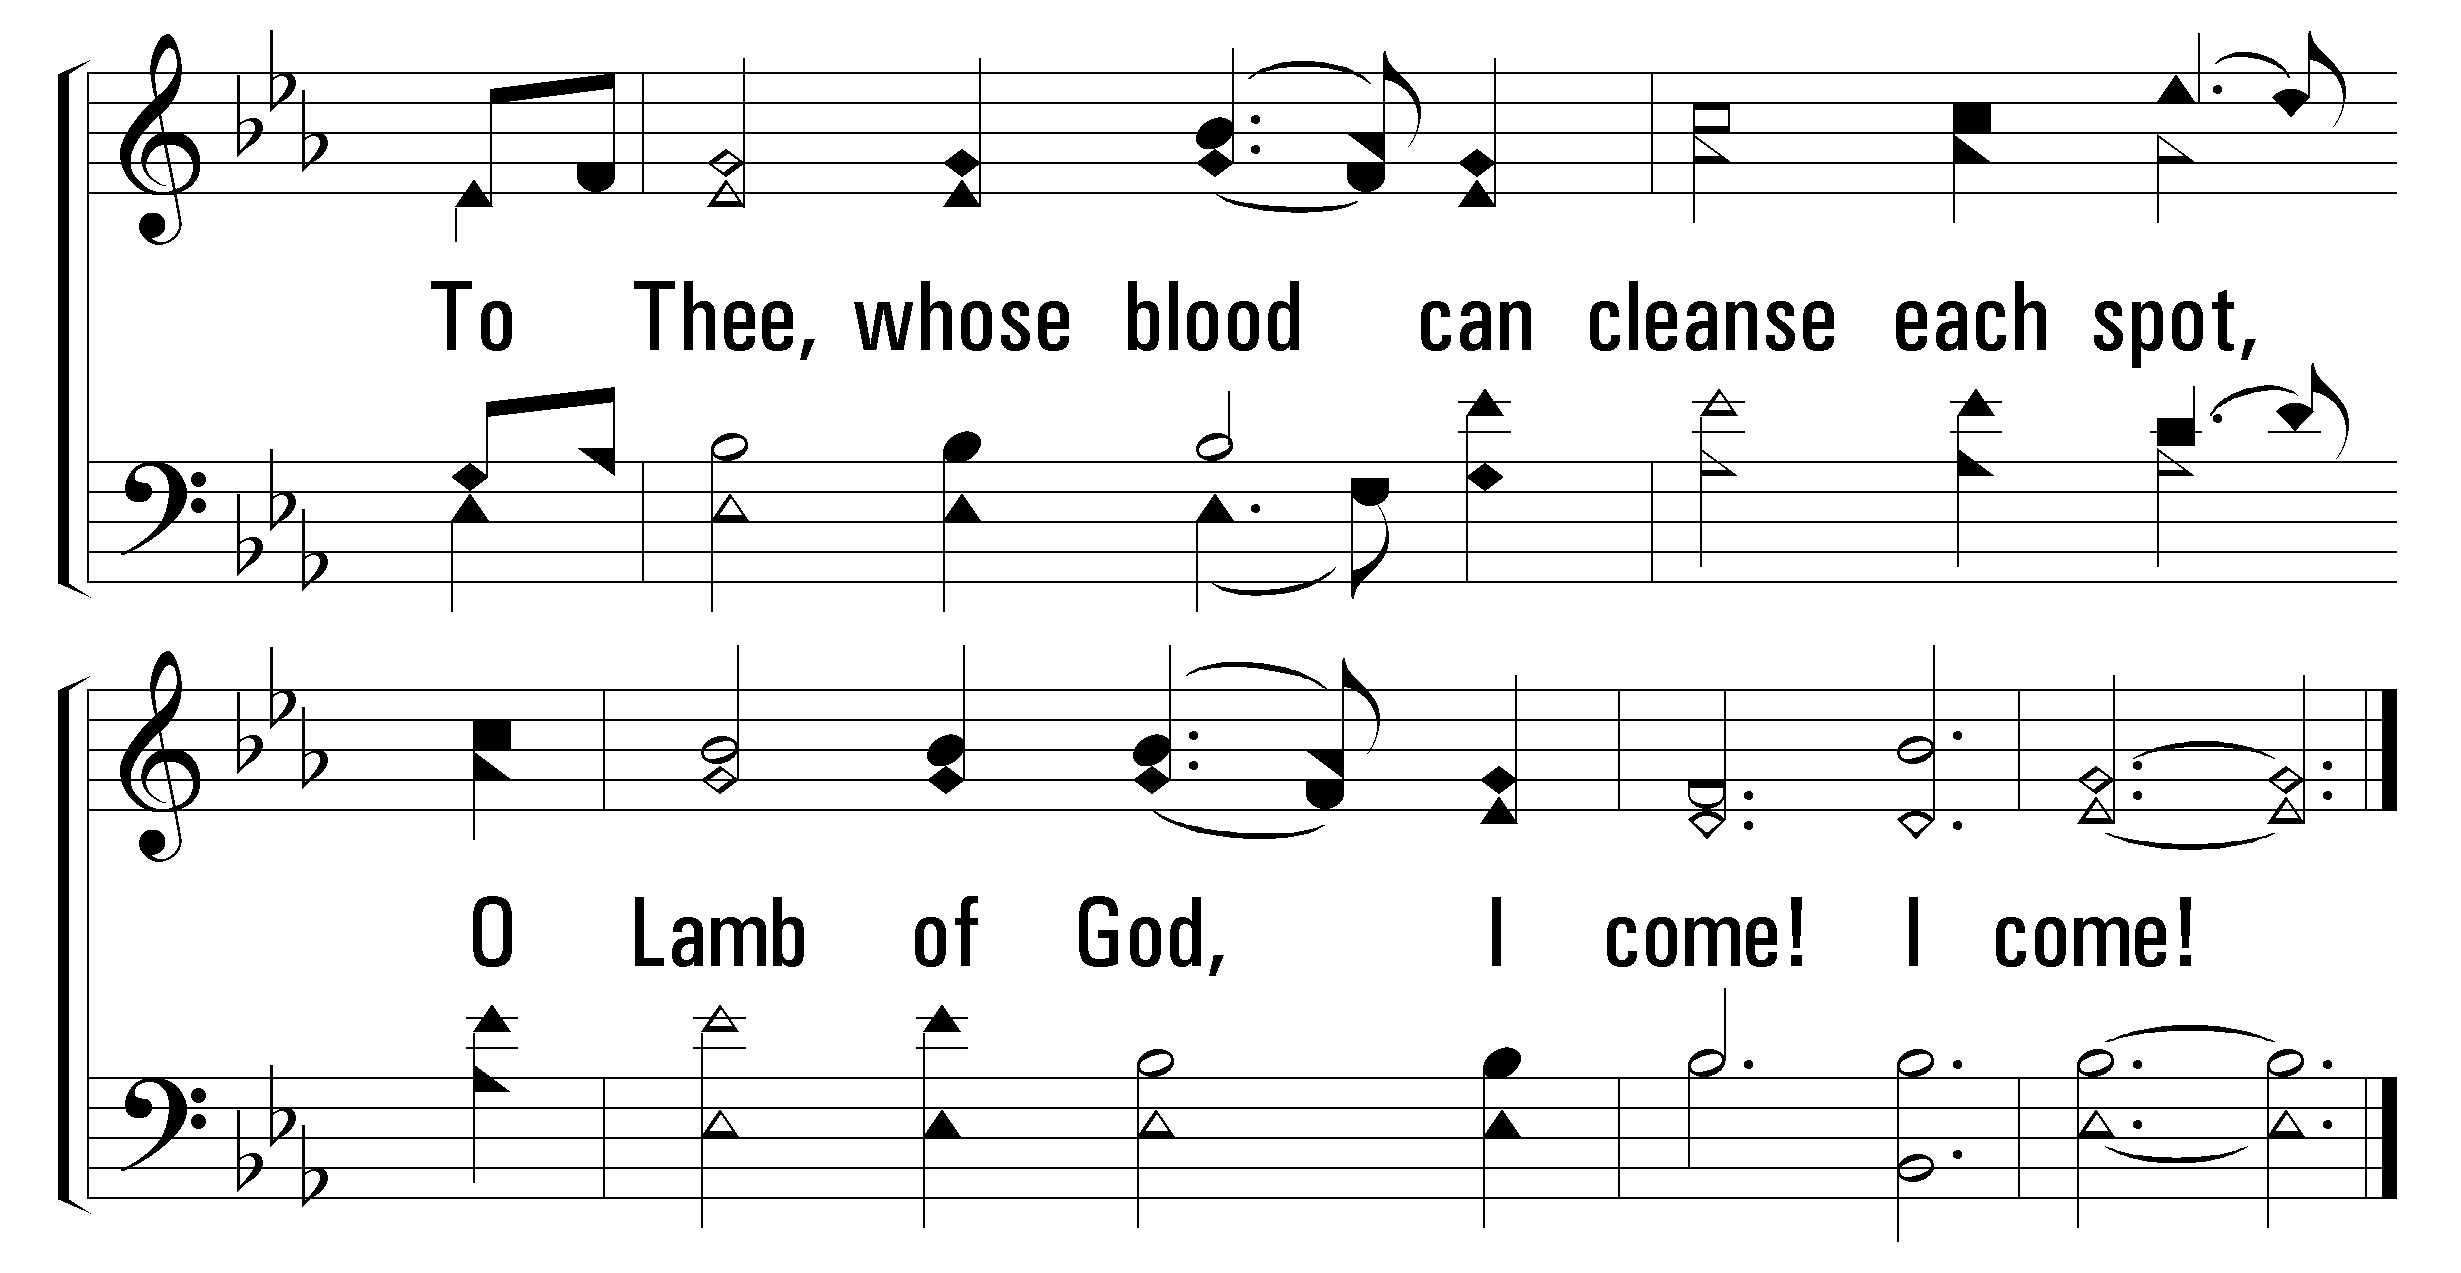 To Thee, whose blood can cleanse each spot,
O Lamb of God, I come! I come!